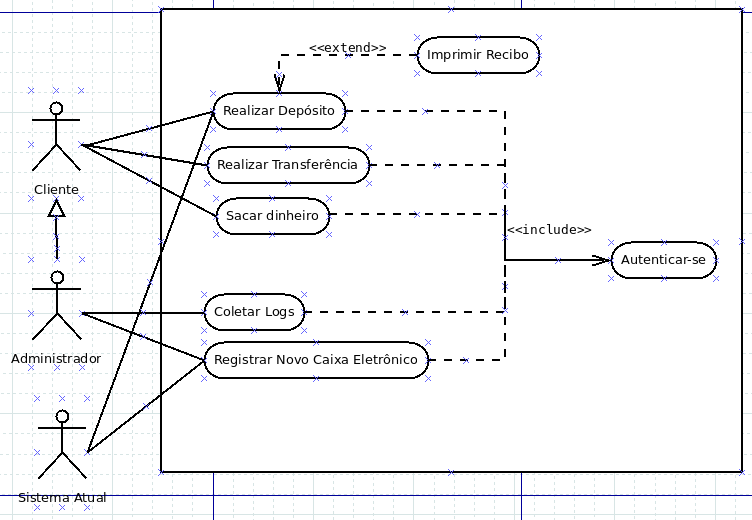 <<extend>>
Imprimir Recibo
Realizar Depósito
Realizar Transferência
Cliente
Sacar dinheiro
<<include>>
Autenticar-se
Coletar Logs
Administrador
Registrar Novo Caixa Eletrônico
Sistema Atual